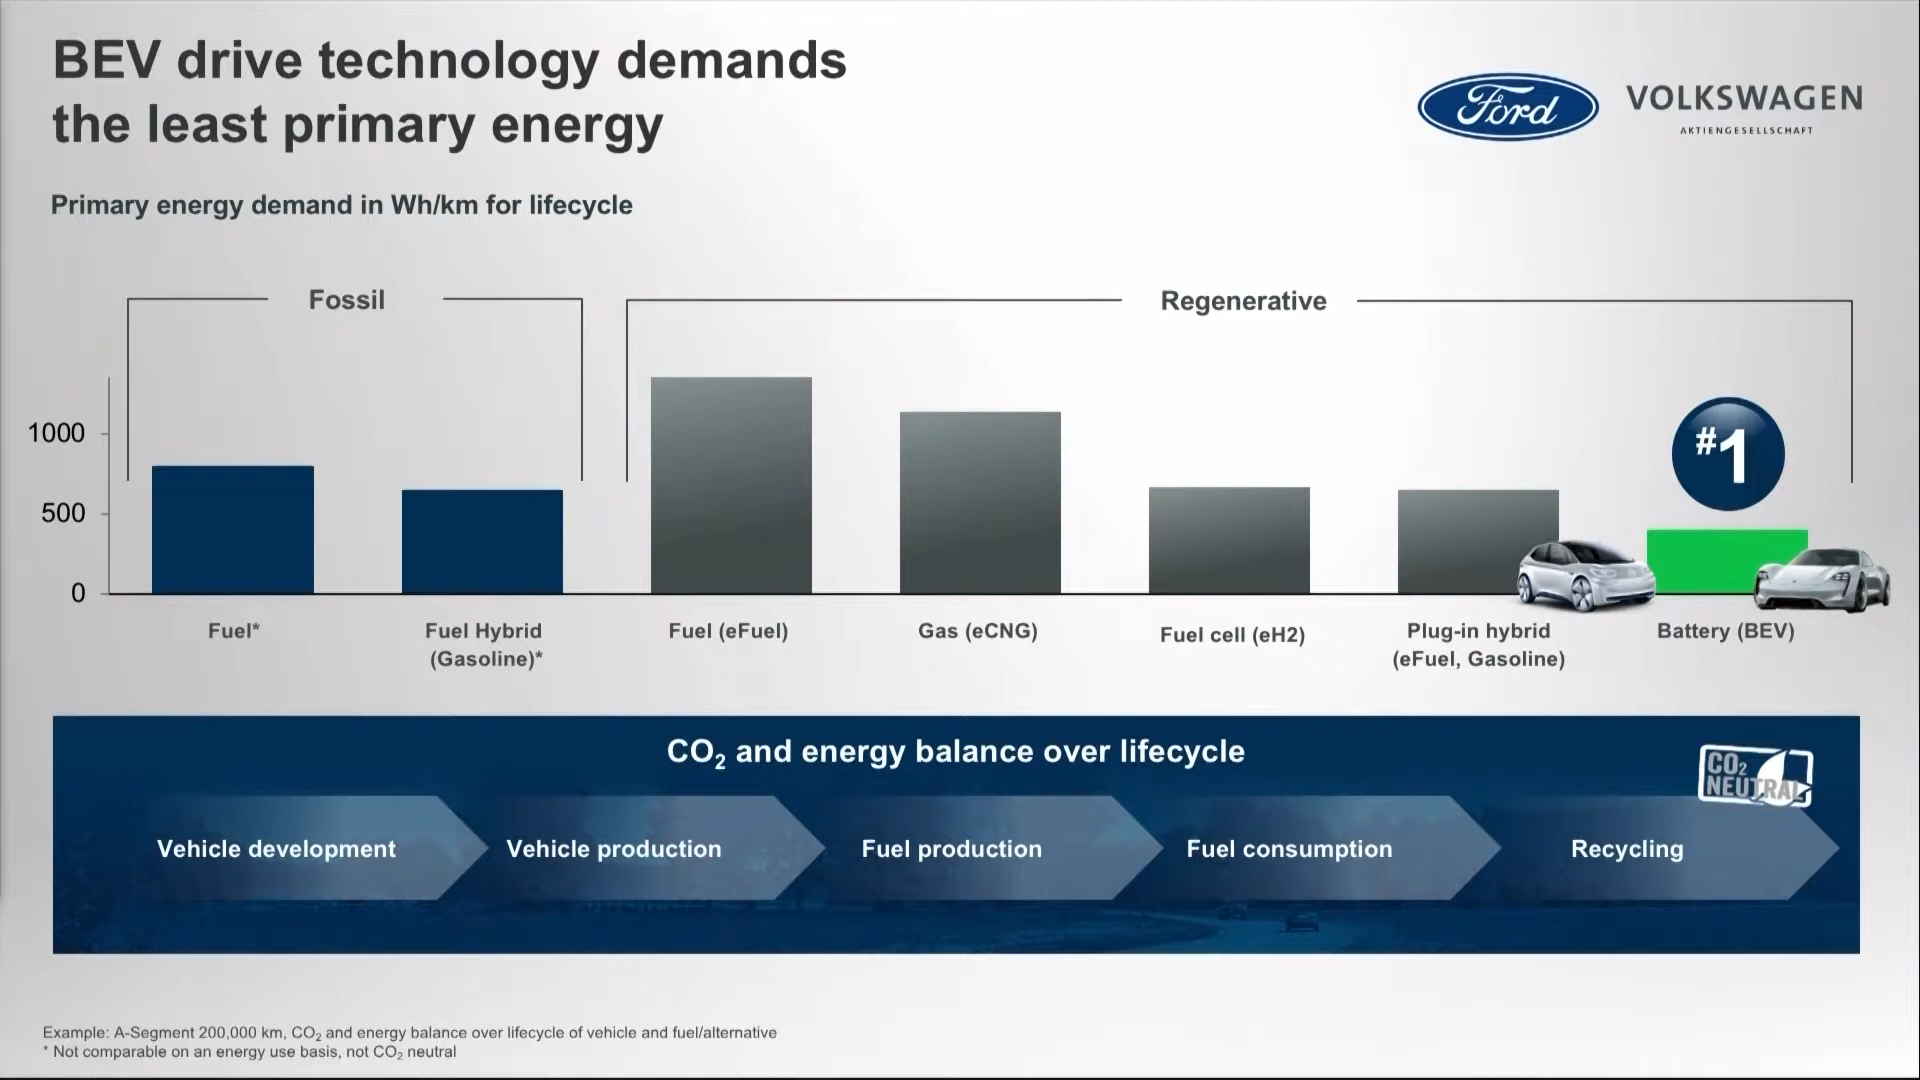 BEV drive technology demands
the least primary energy
Ford
VOLKSWAGEN
AKTIENGESELLSCHAFT
Primary energy demand in Wh/km for lifecycle
Fossil
Regenerative
1000
500
0
#1
Fuel*
Fuel Hybrid
(Gasoline)*
Fuel (eFuel)
Gas (eCNG)
Fuel cell (eH2)
Plug-in hybrid
(eFuel, Gasoline)
Battery (BEV)
CO₂ and energy balance over lifecycle
CO₂
NEUTRAL
Vehicle development
Vehicle production
Fuel production
Fuel consumption
Recycling
Example: A-Segment 200,000 km, CO₂ and energy balance over lifecycle of vehicle and fuel/alternative
* Not comparable on an energy use basis, not CO₂ neutral